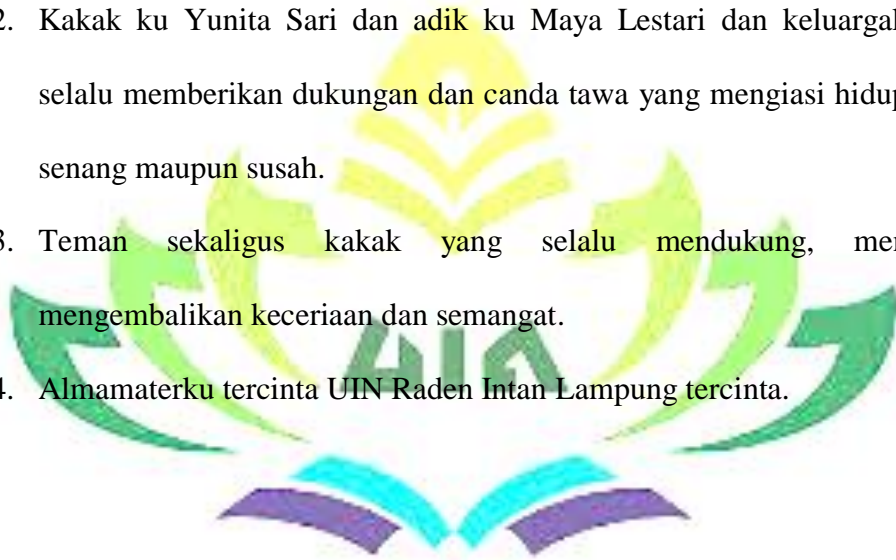 2. Kakak ku Yunita Sari dan adik ku Maya Lestari dan
selalu memberikan dukungan dan canda tawa yang mengiasi
senang maupun susah.
3. Teman sekaligus kakak yang selalu mendukung,
mengembalikan keceriaan dan semangat.
UIN
4. Almamaterku tercinta UIN Raden Intan Lampung tercinta.